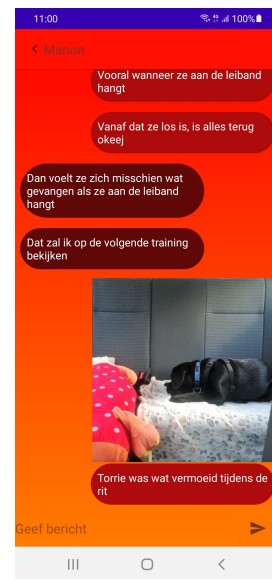 11:00
100%
Manon
Vooral wanneer ze aan de leiband
hangt
Vanaf dat ze los is, is alles terug
okeej
Dan voelt ze zich misschien wat
gevangen als ze aan de leiband
hangt
Dat zal ik op de volgende training
bekijken
Torrie was wat vermoeid tijdens de
rit
Geef bericht